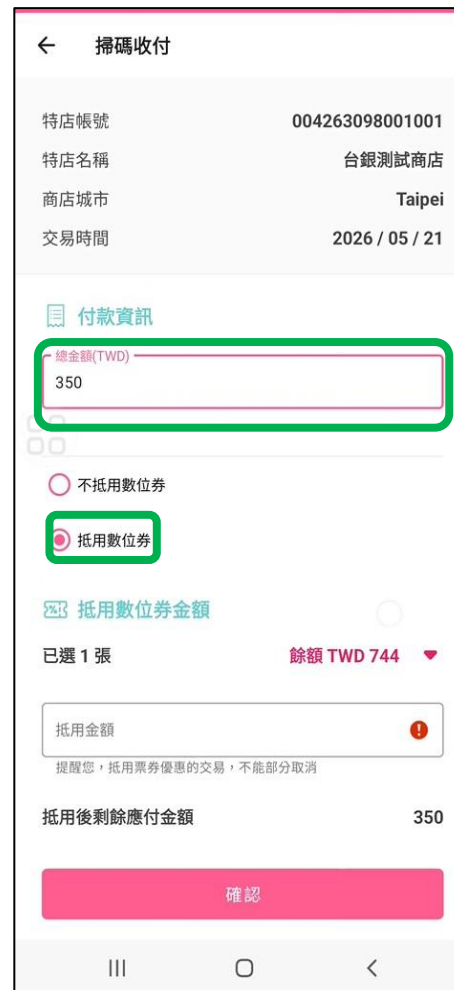 掃碼收付
特店帳號 004263098001001
特店名稱 台銀測試商店
商店城市 Taipei
交易時間 2026 / 05 / 21
付款資訊
總金額(TWD)
350
不抵用數位券
抵用數位券
抵用數位券金額
已選 1 張 餘額 TWD 744
抵用金額
提醒您，抵用票券優惠的交易，不能部分取消
抵用後剩餘應付金額 350
確認